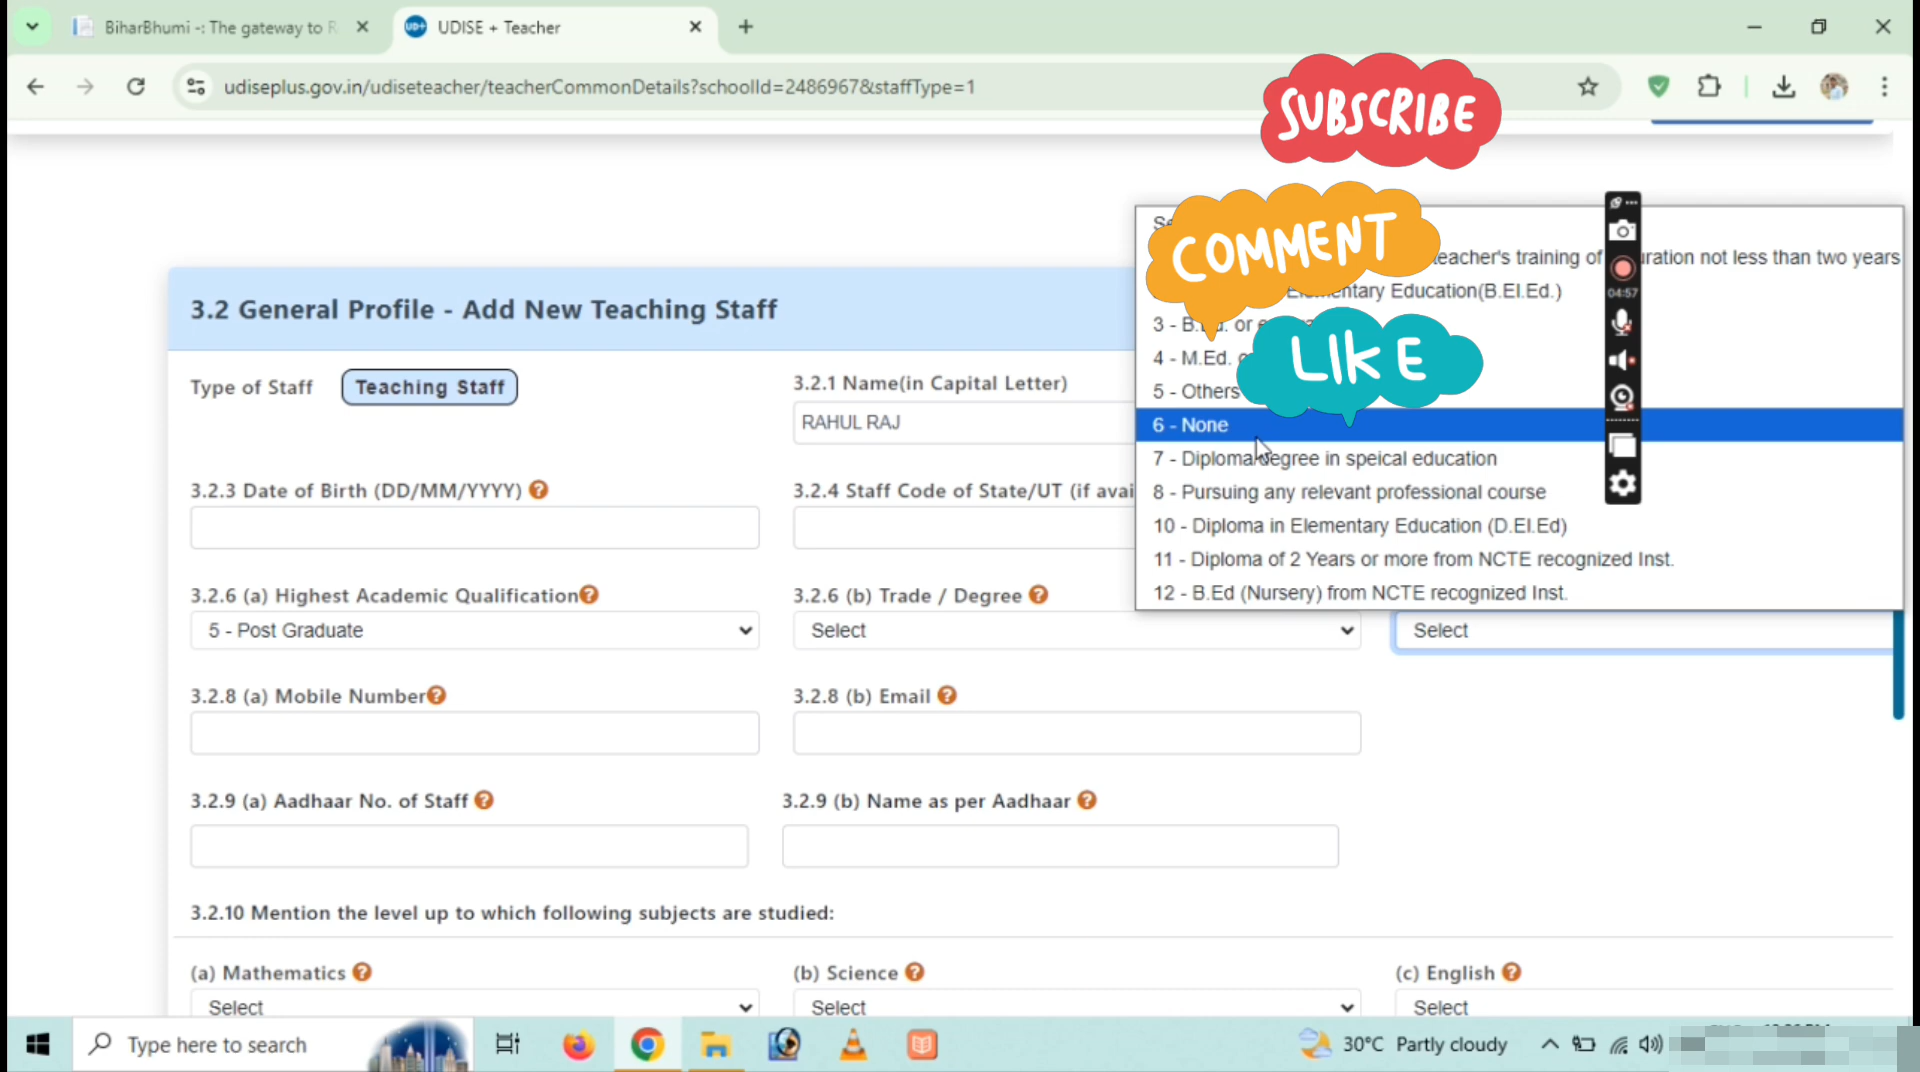 BiharBhumi -: The gateway to R
UDISE + Teacher
udiseplus.gov.in/udiseteacher/teacherCommonDetails?schoolId=2486967&staffType=1
SUBSCRIBE
COMMENT
LIKE
3.2 General Profile - Add New Teaching Staff
Type of Staff
Teaching Staff
3.2.1 Name(in Capital Letter)
RAHUL RAJ
teacher's training of
not less than two years
Education(B.El.Ed.)
3 - B.Ed. or
4 - M.Ed.
5 - Others
6 - None
7 - Diploma/degree in speical education
8 - Pursuing any relevant professional course
10 - Diploma in Elementary Education (D.El.Ed)
11 - Diploma of 2 Years or more from NCTE recognized Inst.
12 - B.Ed (Nursery) from NCTE recognized Inst.
04:57
3.2.3 Date of Birth (DD/MM/YYYY)
3.2.4 Staff Code of State/UT (if avai
3.2.6 (a) Highest Academic Qualification
5 - Post Graduate
3.2.6 (b) Trade / Degree
Select
Select
3.2.8 (a) Mobile Number
3.2.8 (b) Email
3.2.9 (a) Aadhaar No. of Staff
3.2.9 (b) Name as per Aadhaar
3.2.10 Mention the level up to which following subjects are studied:
(a) Mathematics
(b) Science
(c) English
Select
Select
Select
Type here to search
30°C Partly cloudy